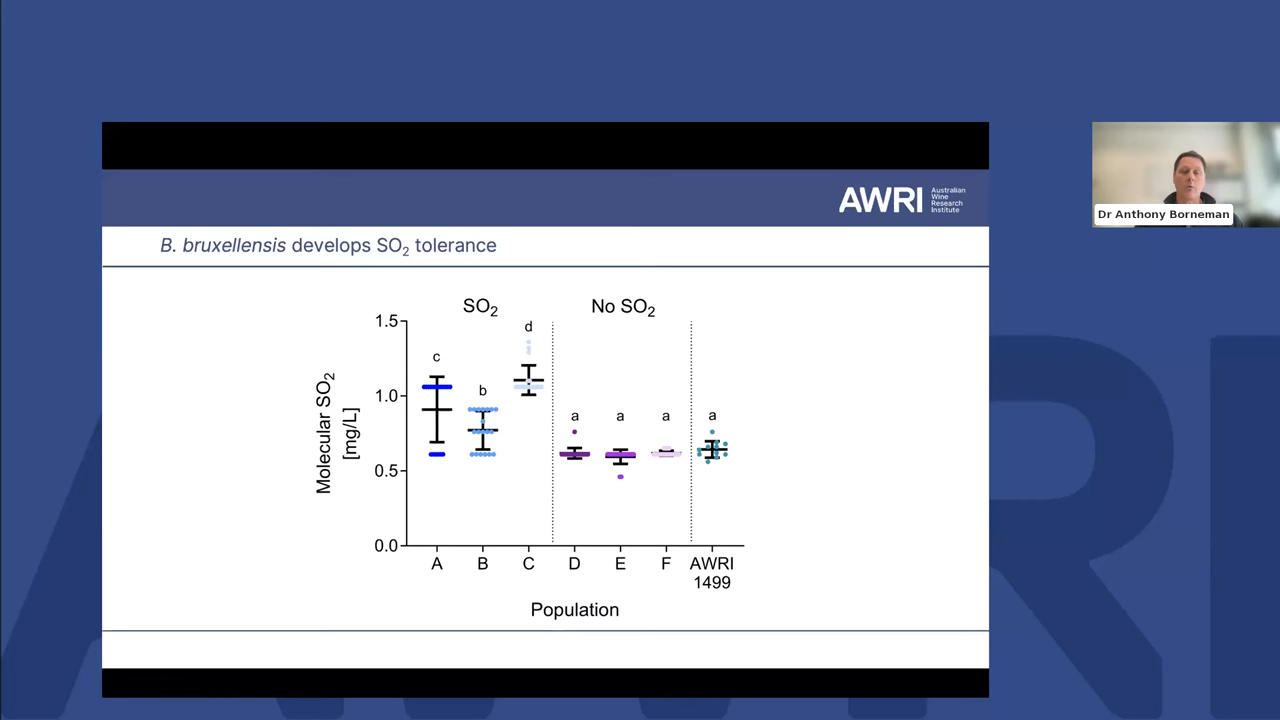 AWRI
Australian
Wine
Research
Institute
B. bruxellensis develops SO₂ tolerance
SO₂
No SO₂
1.5
1.0
0.5
0.0
Molecular SO₂
[mg/L]
c
b
d
a
a
a
a
A
B
C
D
E
F
AWRI
1499
Population
Dr Anthony Borneman